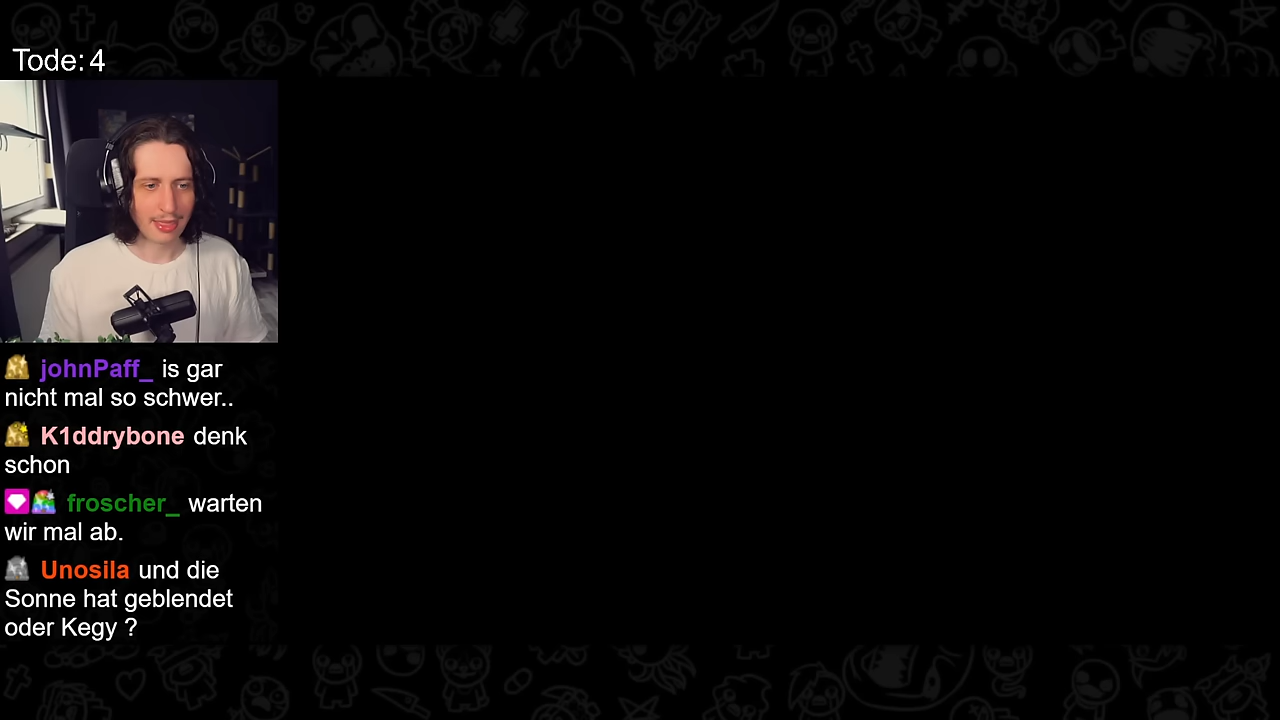 Tode: 4
johnPaff_ is gar
nicht mal so schwer..
K1ddrybone denk
schon
froscher_ warten
wir mal ab.
Unosila und die
Sonne hat geblendet
oder Kegy ?